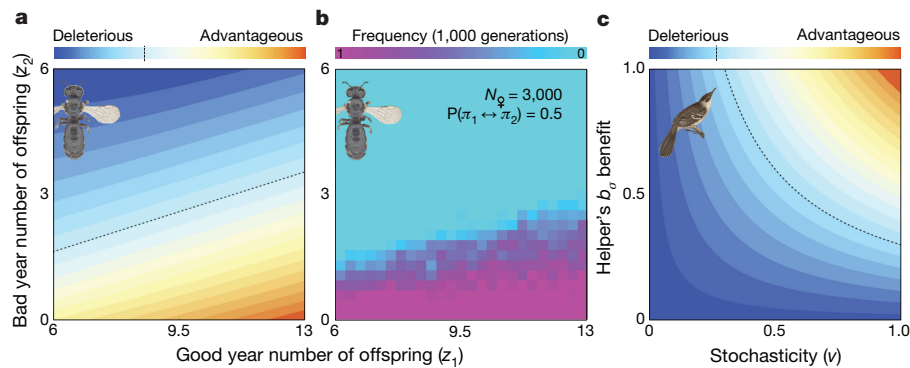 a
Deleterious Advantageous
Bad year number of offspring (z2)
6
3
0
6 9.5 13
b
Frequency (1,000 generations)
1 0
N♀ = 3,000
P(π1 ↔ π2) = 0.5
6
3
0
6 9.5 13
Good year number of offspring (z1)
c
Deleterious Advantageous
Helper's bσ benefit
1.0
0.5
0
0 0.5 1.0
Stochasticity (v)